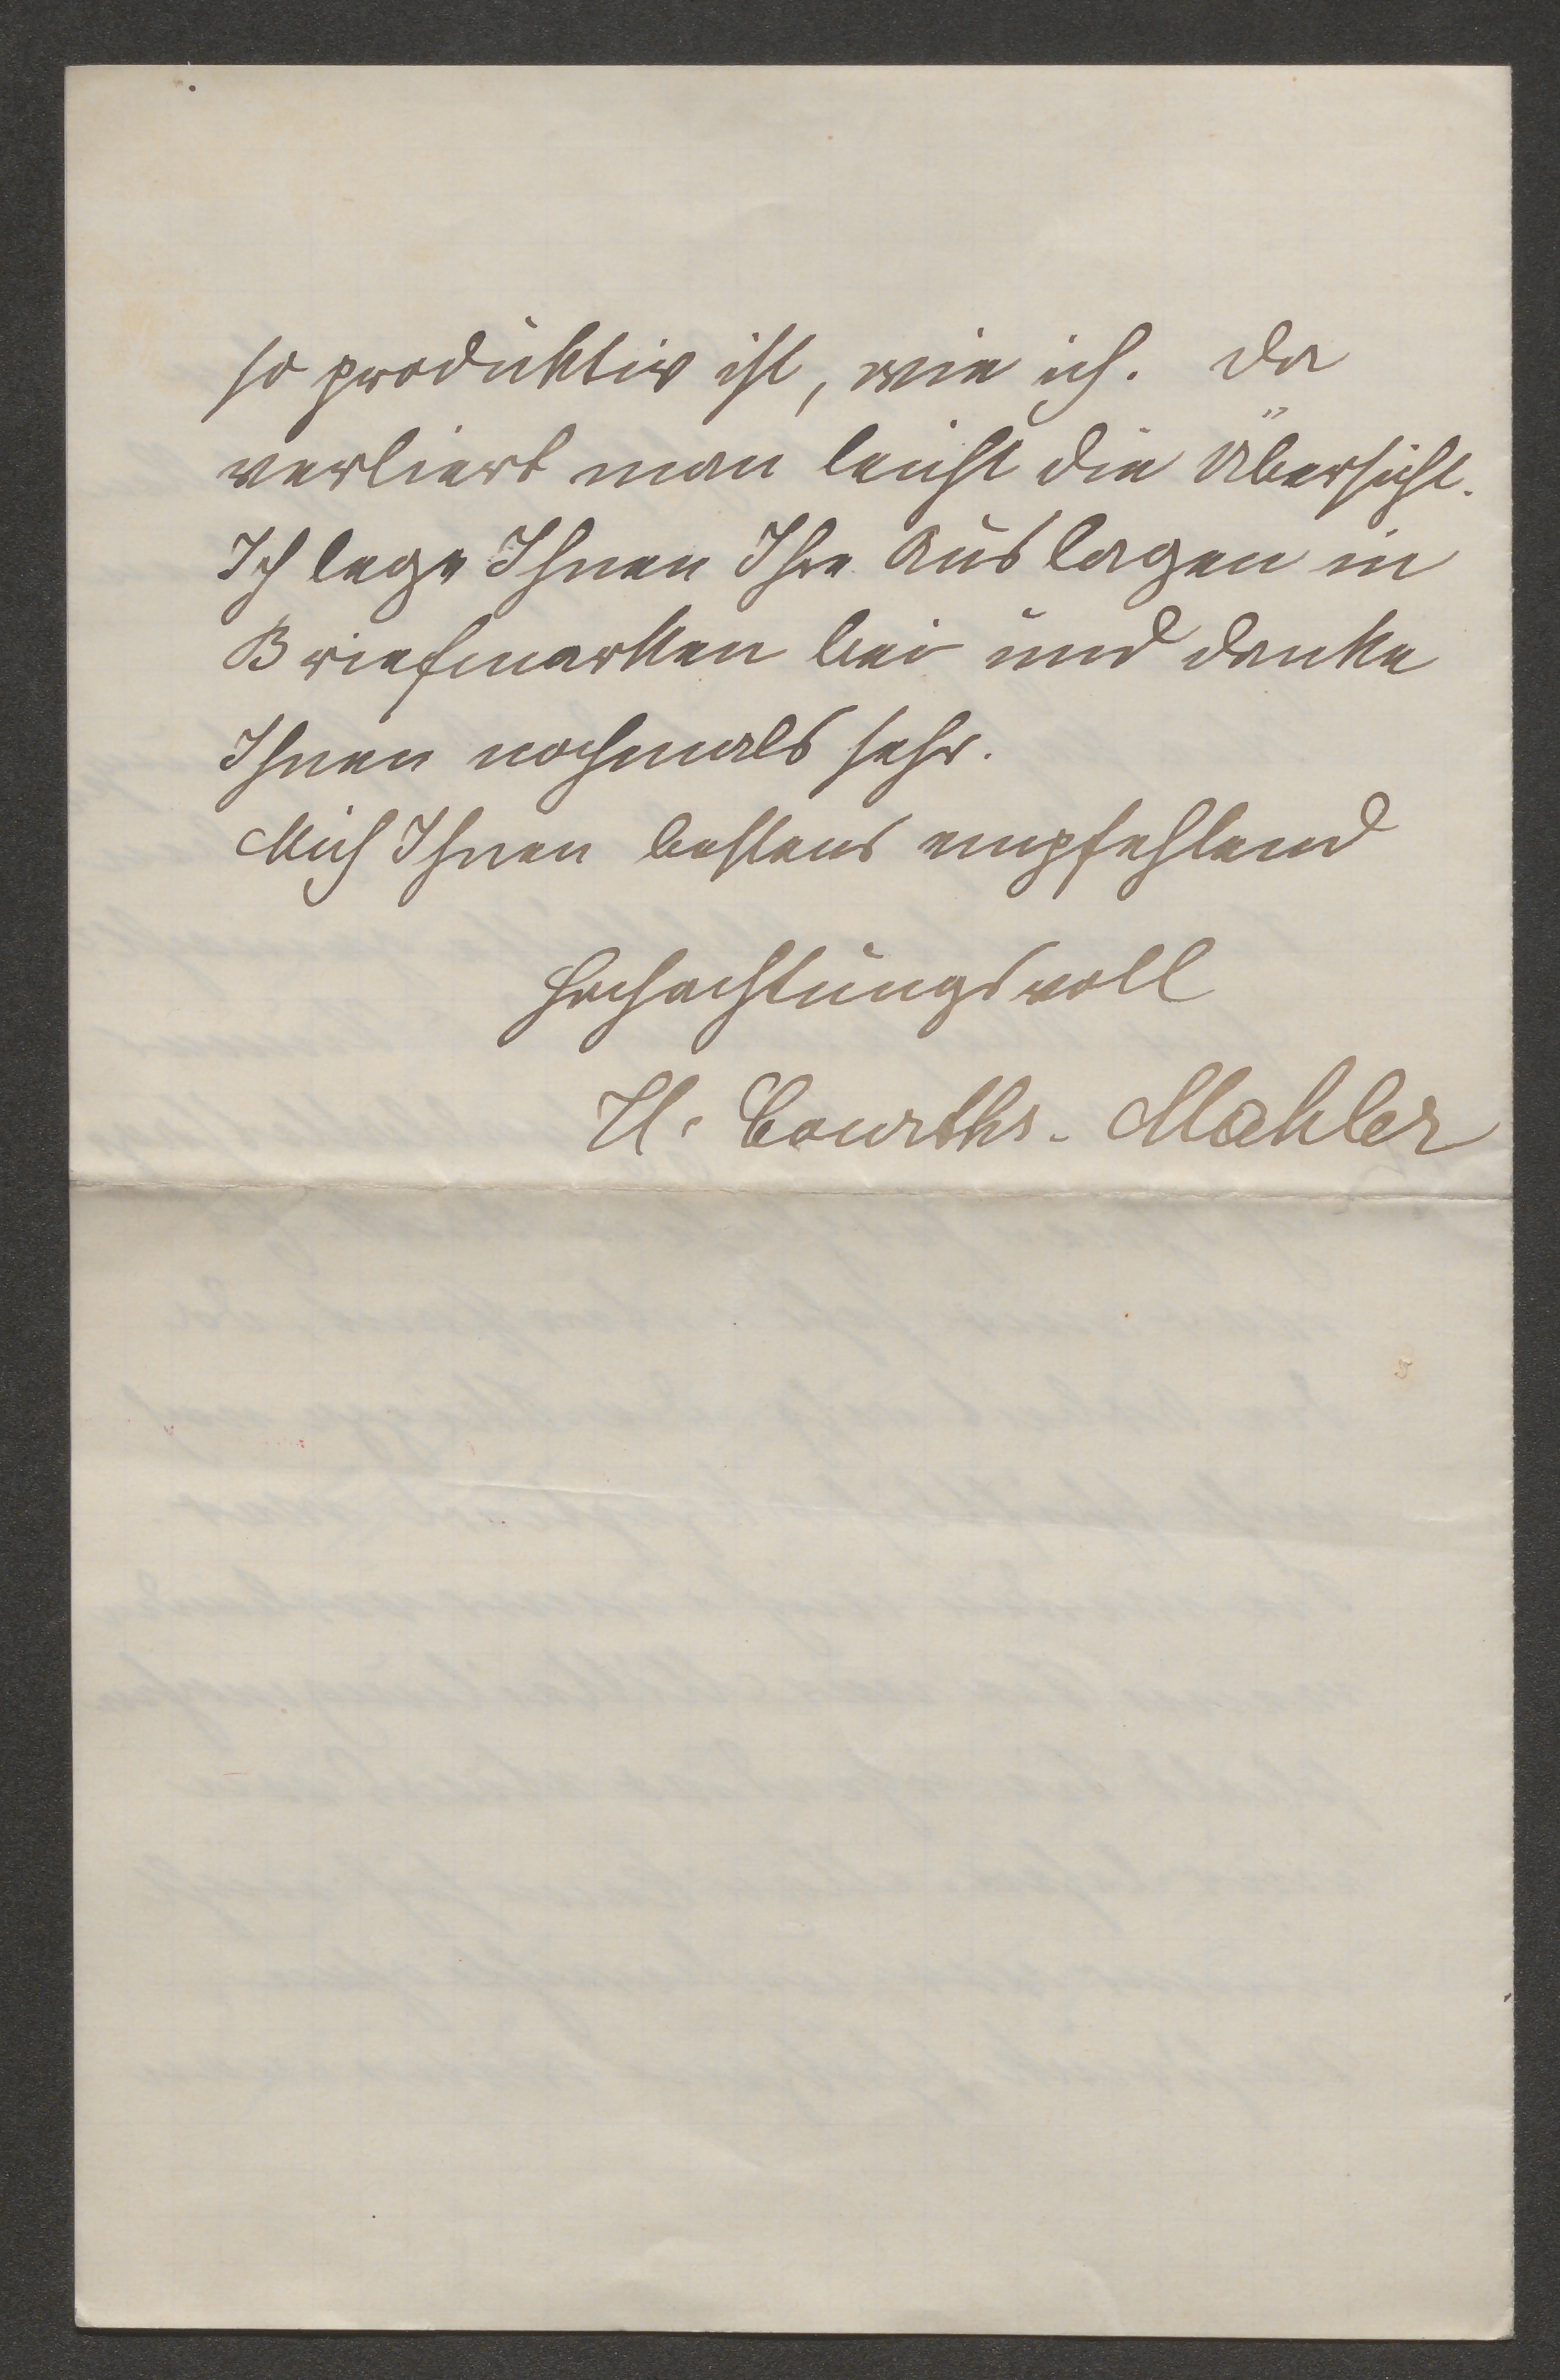 so produktiv ist, wie ich. Da
verliert man leicht die Übersicht.
Ich lege Ihnen Ihre Auslagen in
Briefmarken bei und danke
Ihnen nochmals sehr.
Mich Ihnen bestens empfehlend
Hochachtungsvoll
H. Courths-Mahler